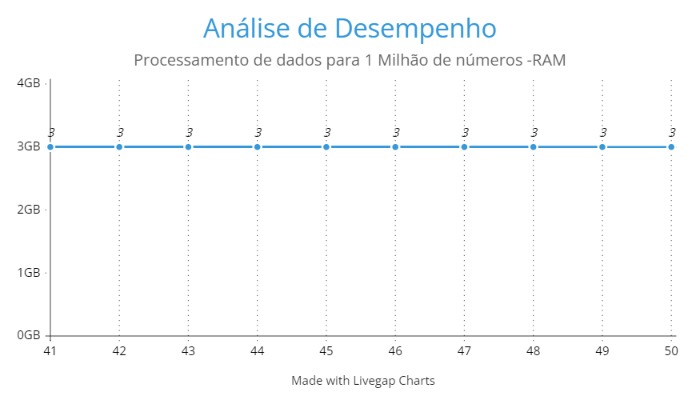 Análise de Desempenho
Processamento de dados para 1 Milhão de números -RAM
4GB
3 3 3 3 3 3 3 3 3 3
3GB
2GB
1GB
0GB
41 42 43 44 45 46 47 48 49 50
Made with Livegap Charts